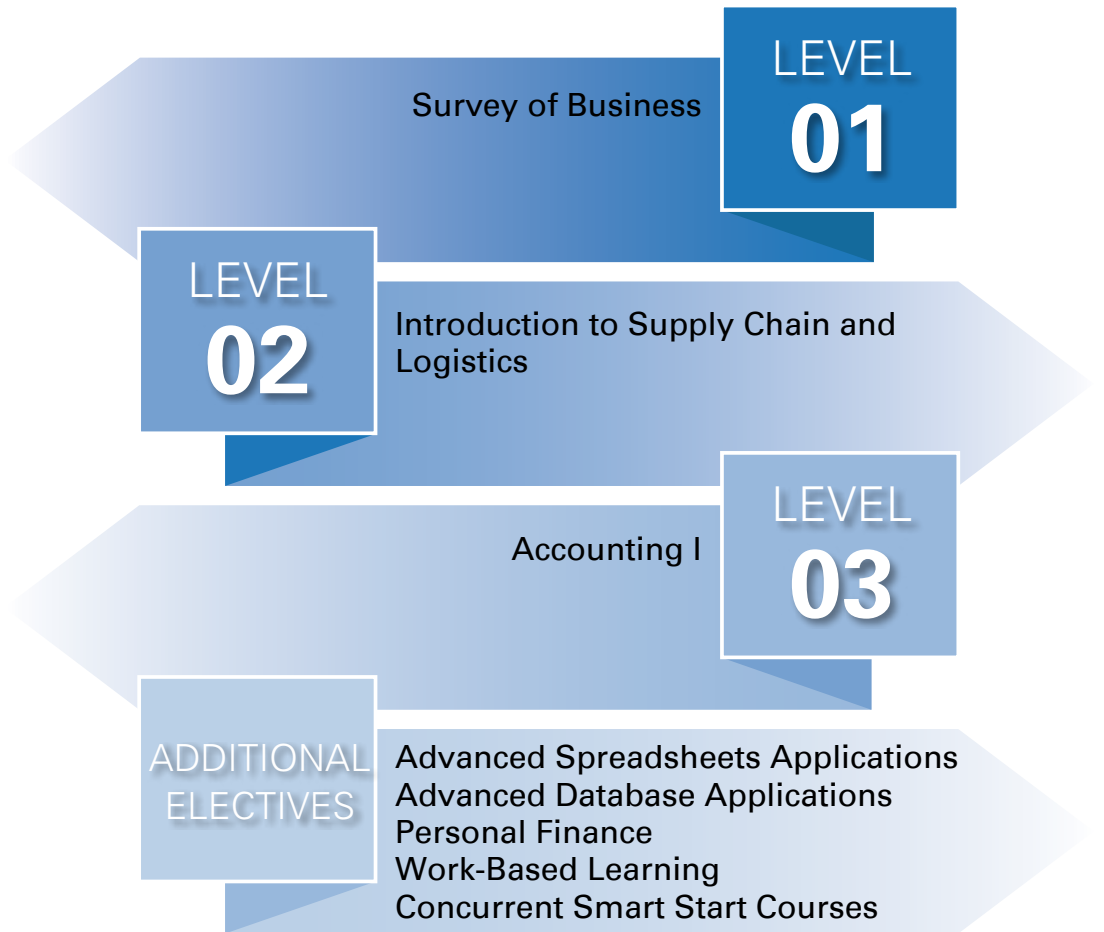 LEVEL
01
Survey of Business
LEVEL
02
Introduction to Supply Chain and
Logistics
LEVEL
03
Accounting I
ADDITIONAL
ELECTIVES
Advanced Spreadsheets Applications
Advanced Database Applications
Personal Finance
Work-Based Learning
Concurrent Smart Start Courses